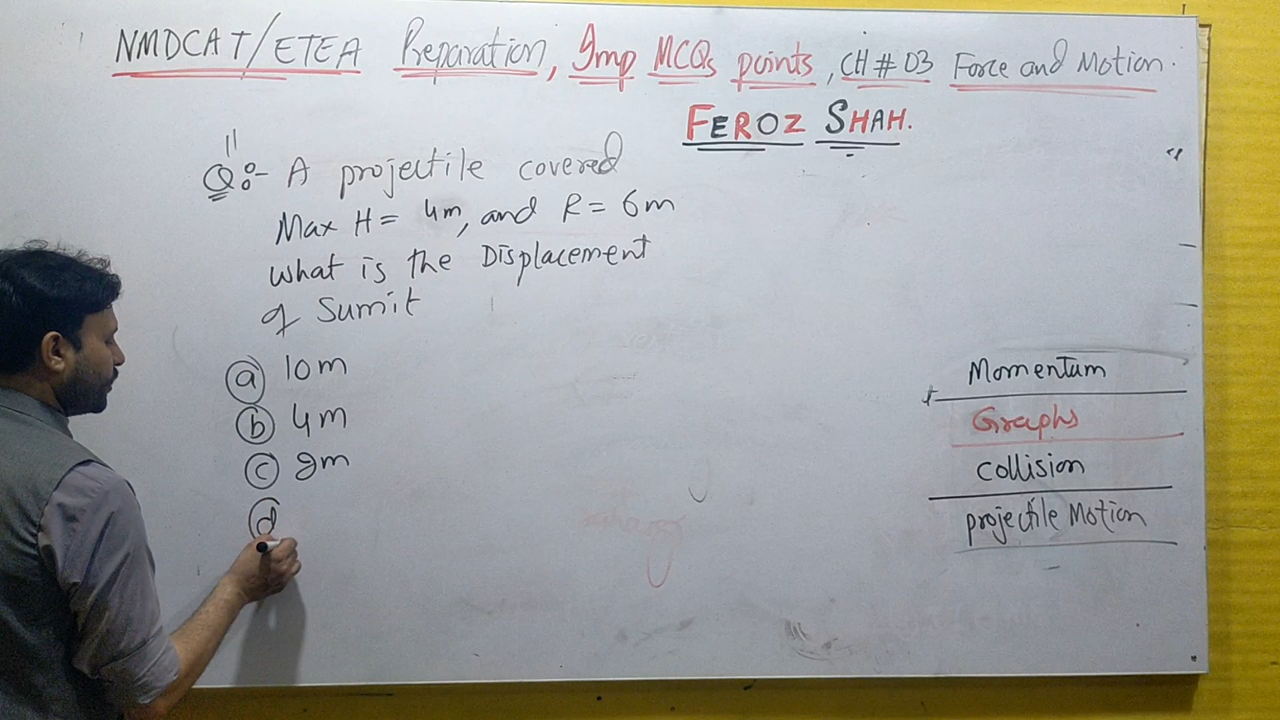 NMDCAT/ETEA Preparation, Imp MCQs points, CH # 03 Force and Motion.
FEROZ SHAH.
Q:- A projectile covered
Max H = 4m, and R = 6m
what is the Displacement
of Sumit
(a) 10m
(b) 4m
(c) 8m
(d)
Momentum
Graphs
collision
projectile Motion